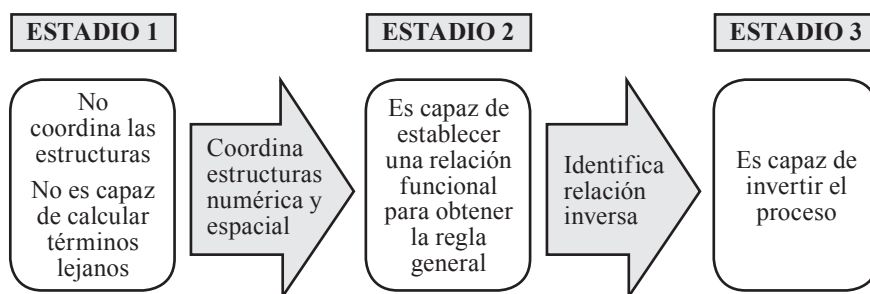 ESTADIO 1
ESTADIO 2
ESTADIO 3
No
coordina las
estructuras
No es capaz
de calcular
términos
lejanos
Coordina
estructuras
numérica y
espacial
Es capaz de
establecer
una relación
funcional
para obtener
la regla
general
Identifica
relación
inversa
Es capaz de
invertir el
proceso